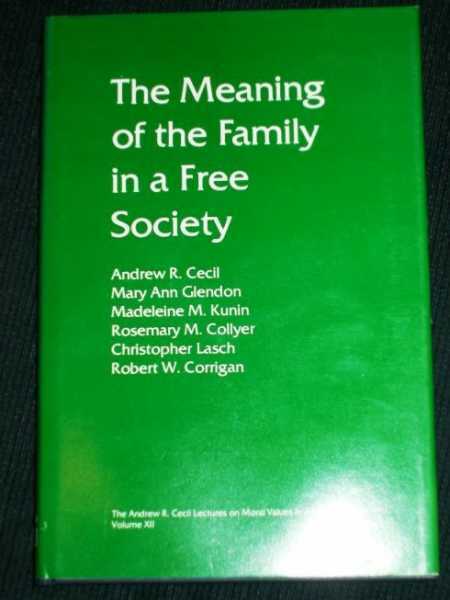 The Meaning
of the Family
in a Free
Society
Andrew R. Cecil
Mary Ann Glendon
Madeleine M. Kunin
Rosemary M. Collyer
Christopher Lasch
Robert W. Corrigan
The Andrew R. Cecil Lectures on Moral Values in
Volume XII